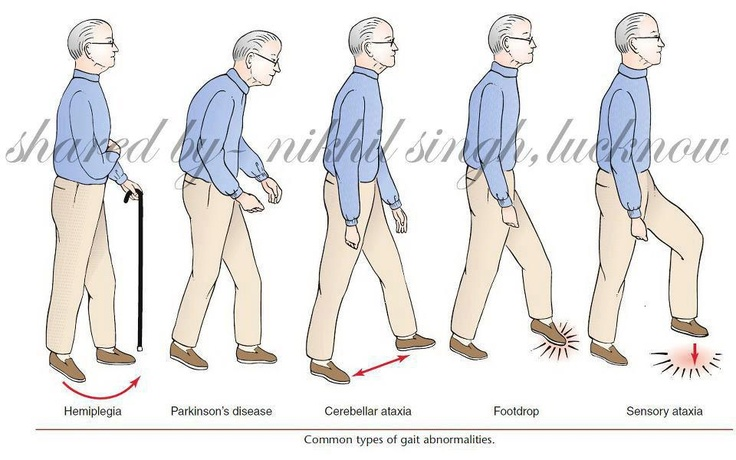 shared by- nikhil singh, lucknow
Hemiplegia
Parkinson's disease
Cerebellar ataxia
Footdrop
Sensory ataxia
Common types of gait abnormalities.